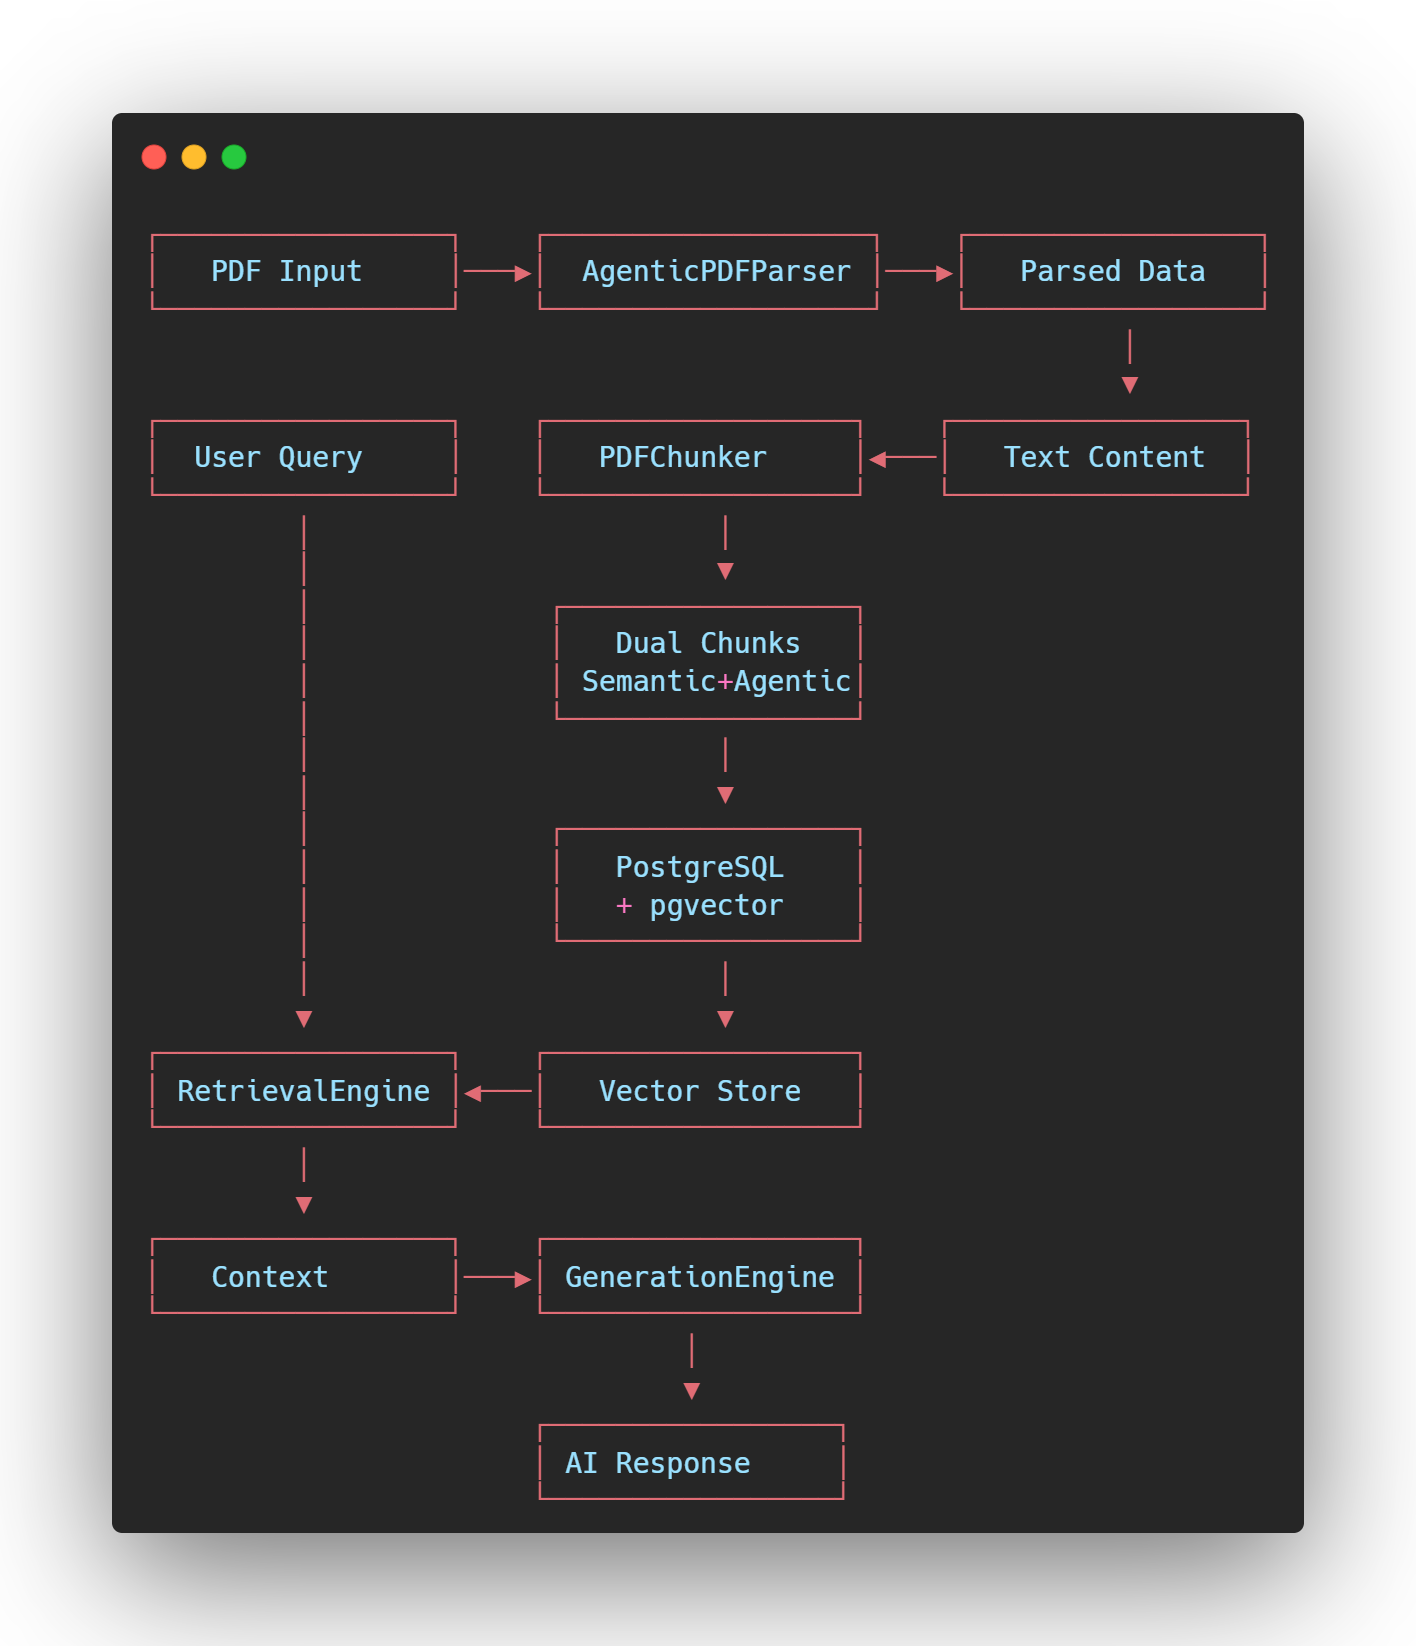 PDF Input
AgenticPDFParser
Parsed Data
User Query
PDFChunker
Text Content
Dual Chunks
Semantic+Agentic
PostgreSQL
+ pgvector
RetrievalEngine
Vector Store
Context
GenerationEngine
AI Response